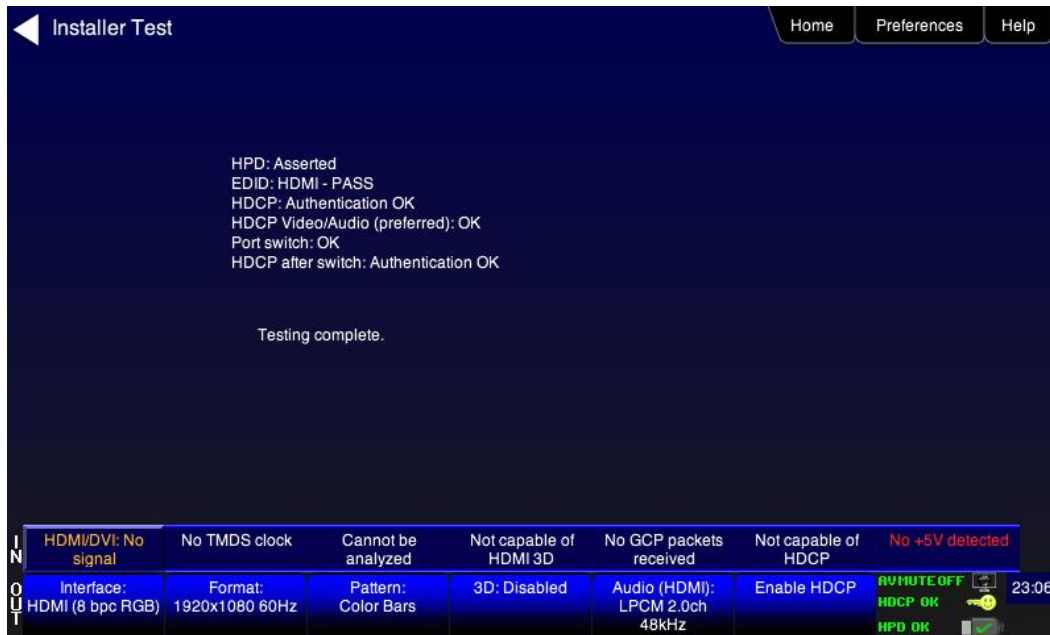 Installer Test
Home
Preferences
Help
HPD: Asserted
EDID: HDMI - PASS
HDCP: Authentication OK
HDCP Video/Audio (preferred): OK
Port switch: OK
HDCP after switch: Authentication OK
Testing complete.
IN
HDMI/DVI: No
signal
No TMDS clock
Cannot be
analyzed
Not capable of
HDMI 3D
No GCP packets
received
Not capable of
HDCP
No +5V detected
OUT
Interface:
HDMI (8 bpc RGB)
Format:
1920x1080 60Hz
Pattern:
Color Bars
3D: Disabled
Audio (HDMI):
LPCM 2.0ch
48kHz
Enable HDCP
AVMUTE OFF
HDCP OK
HPD OK
23:06